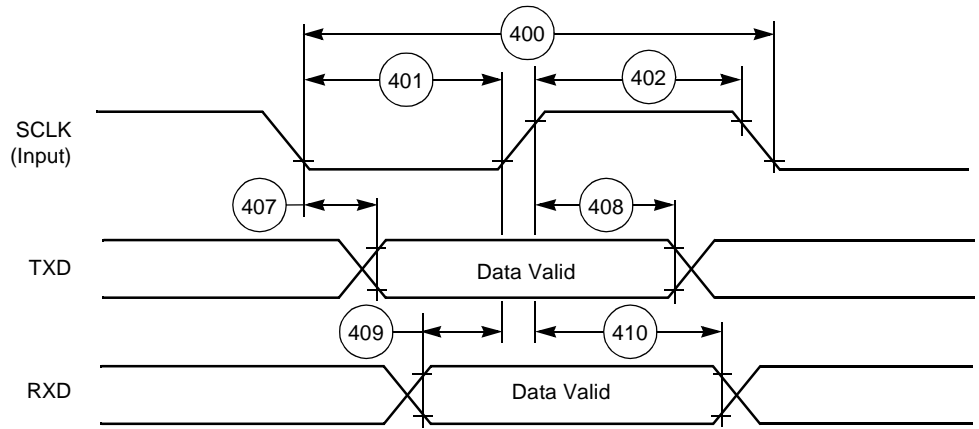 400
401
402
SCLK
(Input)
407
408
TXD
Data Valid
409
410
RXD
Data Valid